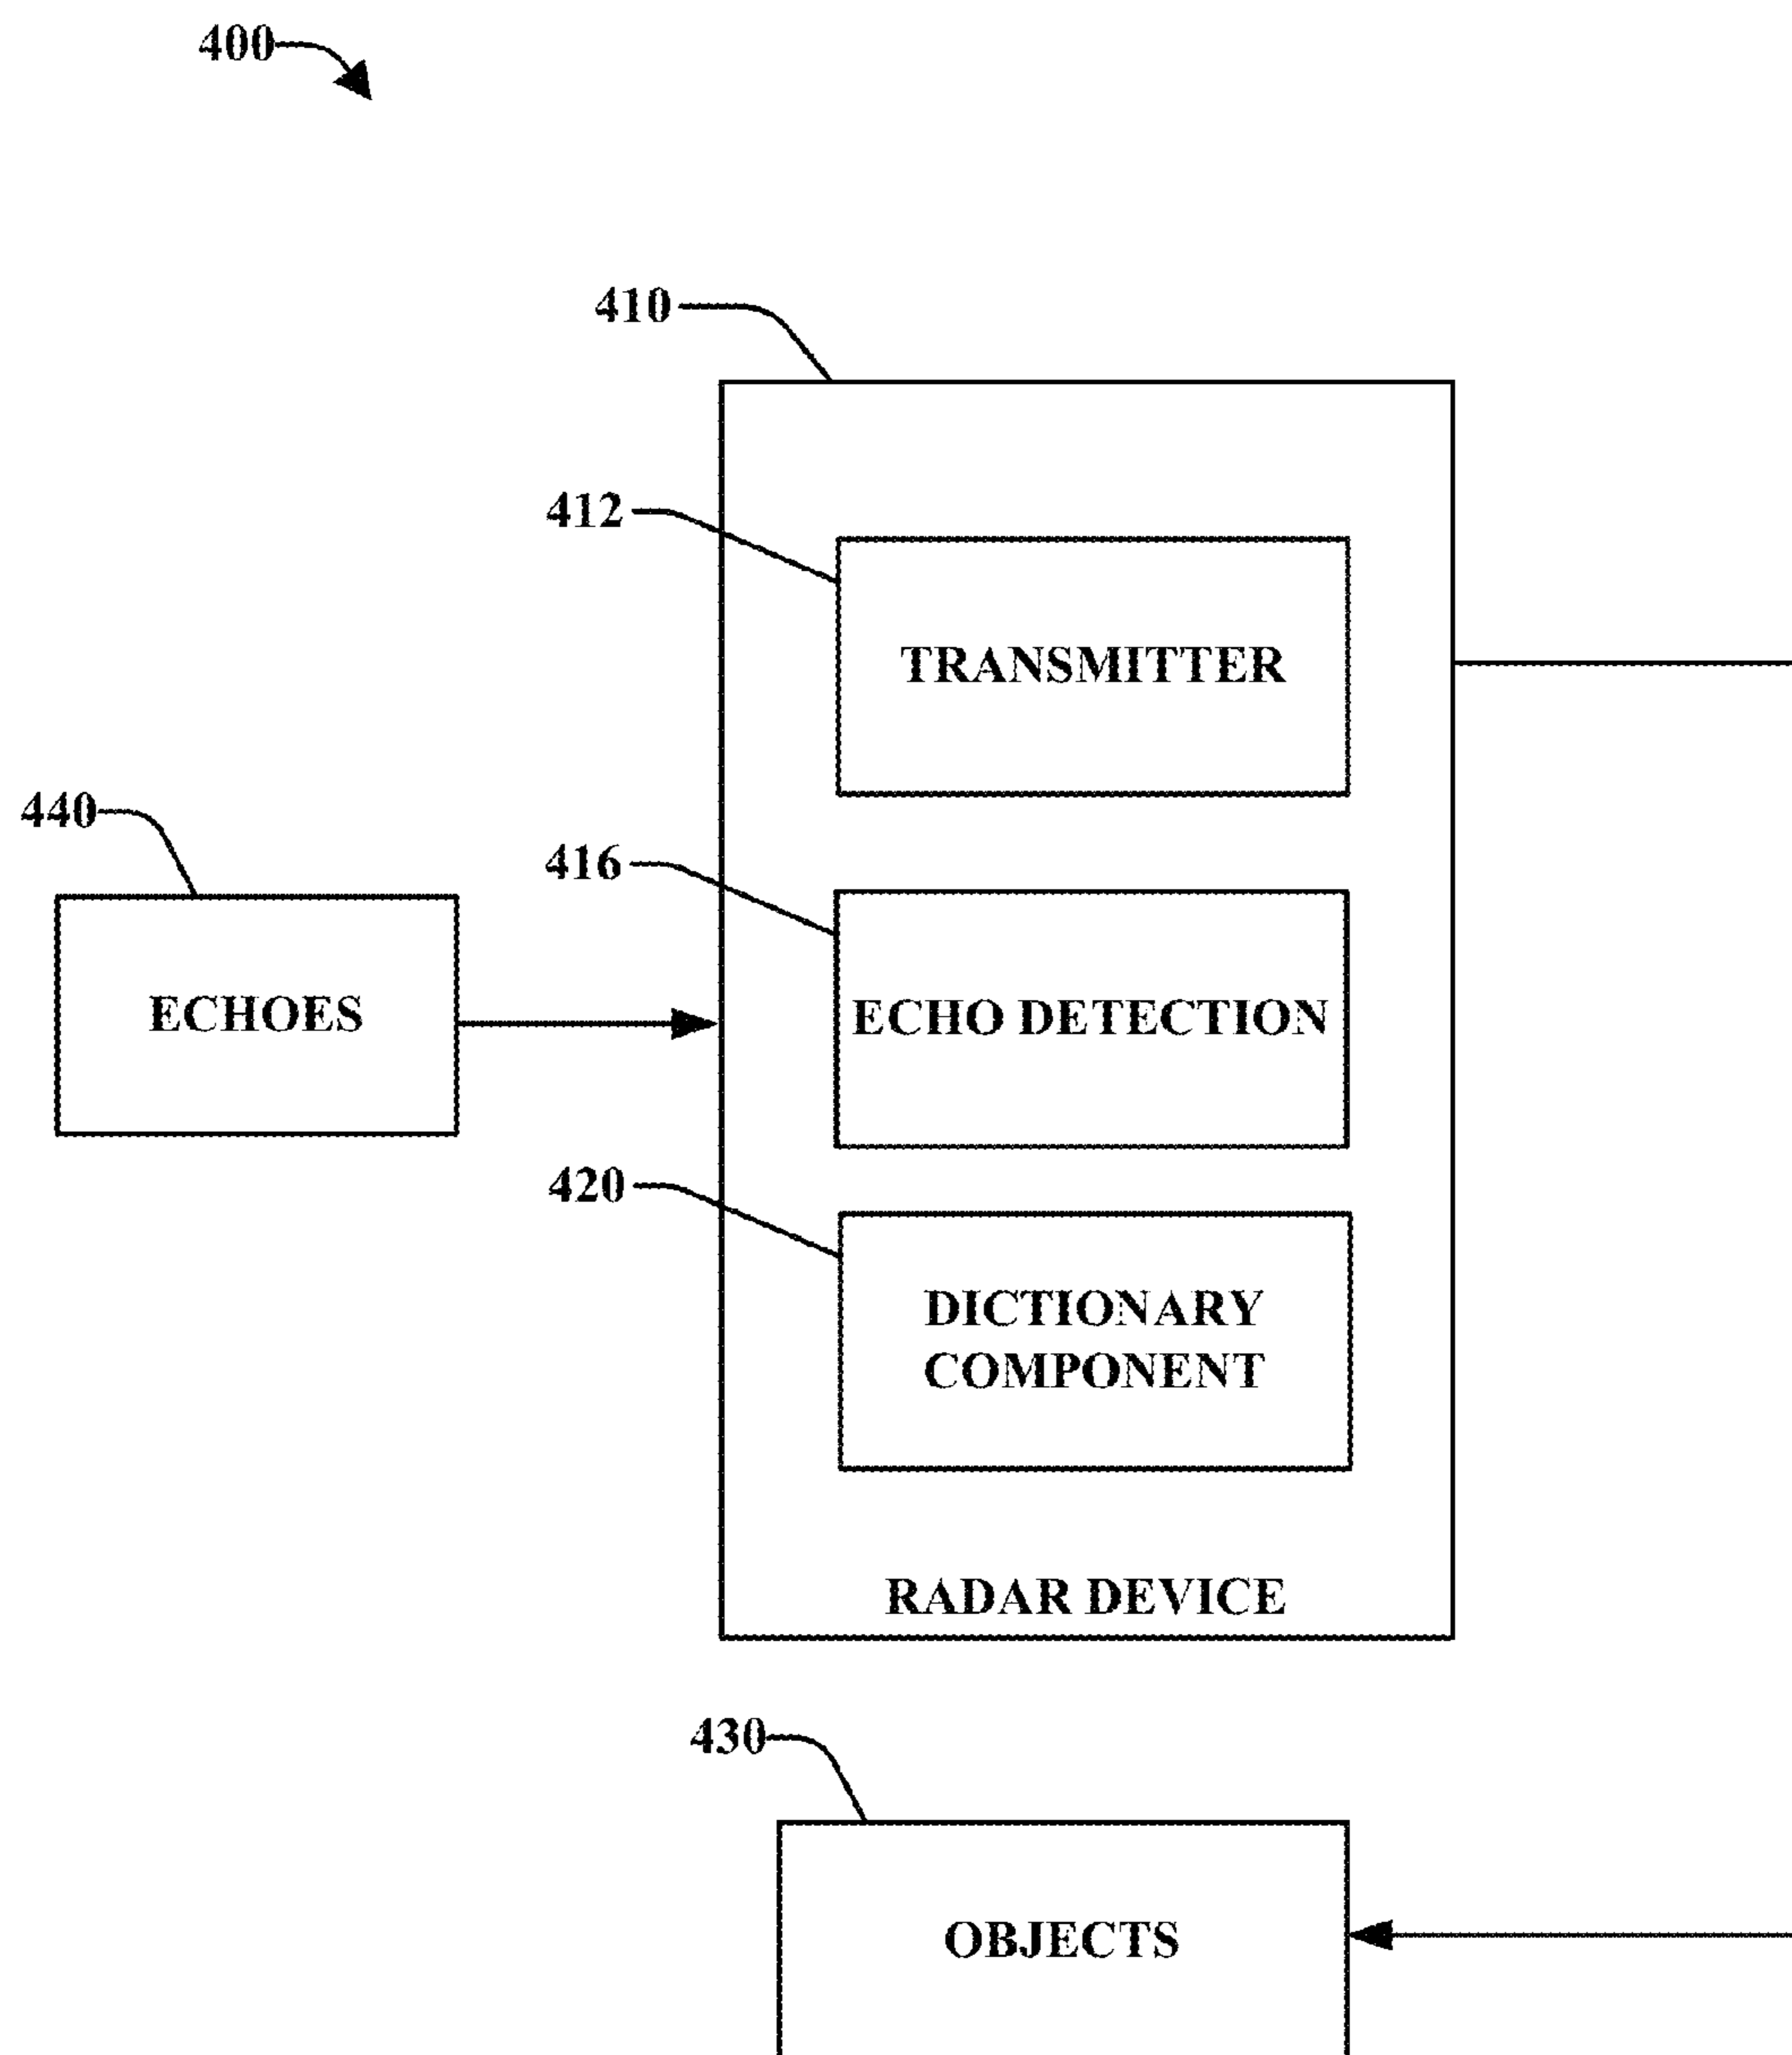 400
410
412
TRANSMITTER
440
416
ECHOES
ECHO DETECTION
420
DICTIONARY
COMPONENT
RADAR DEVICE
430
OBJECTS